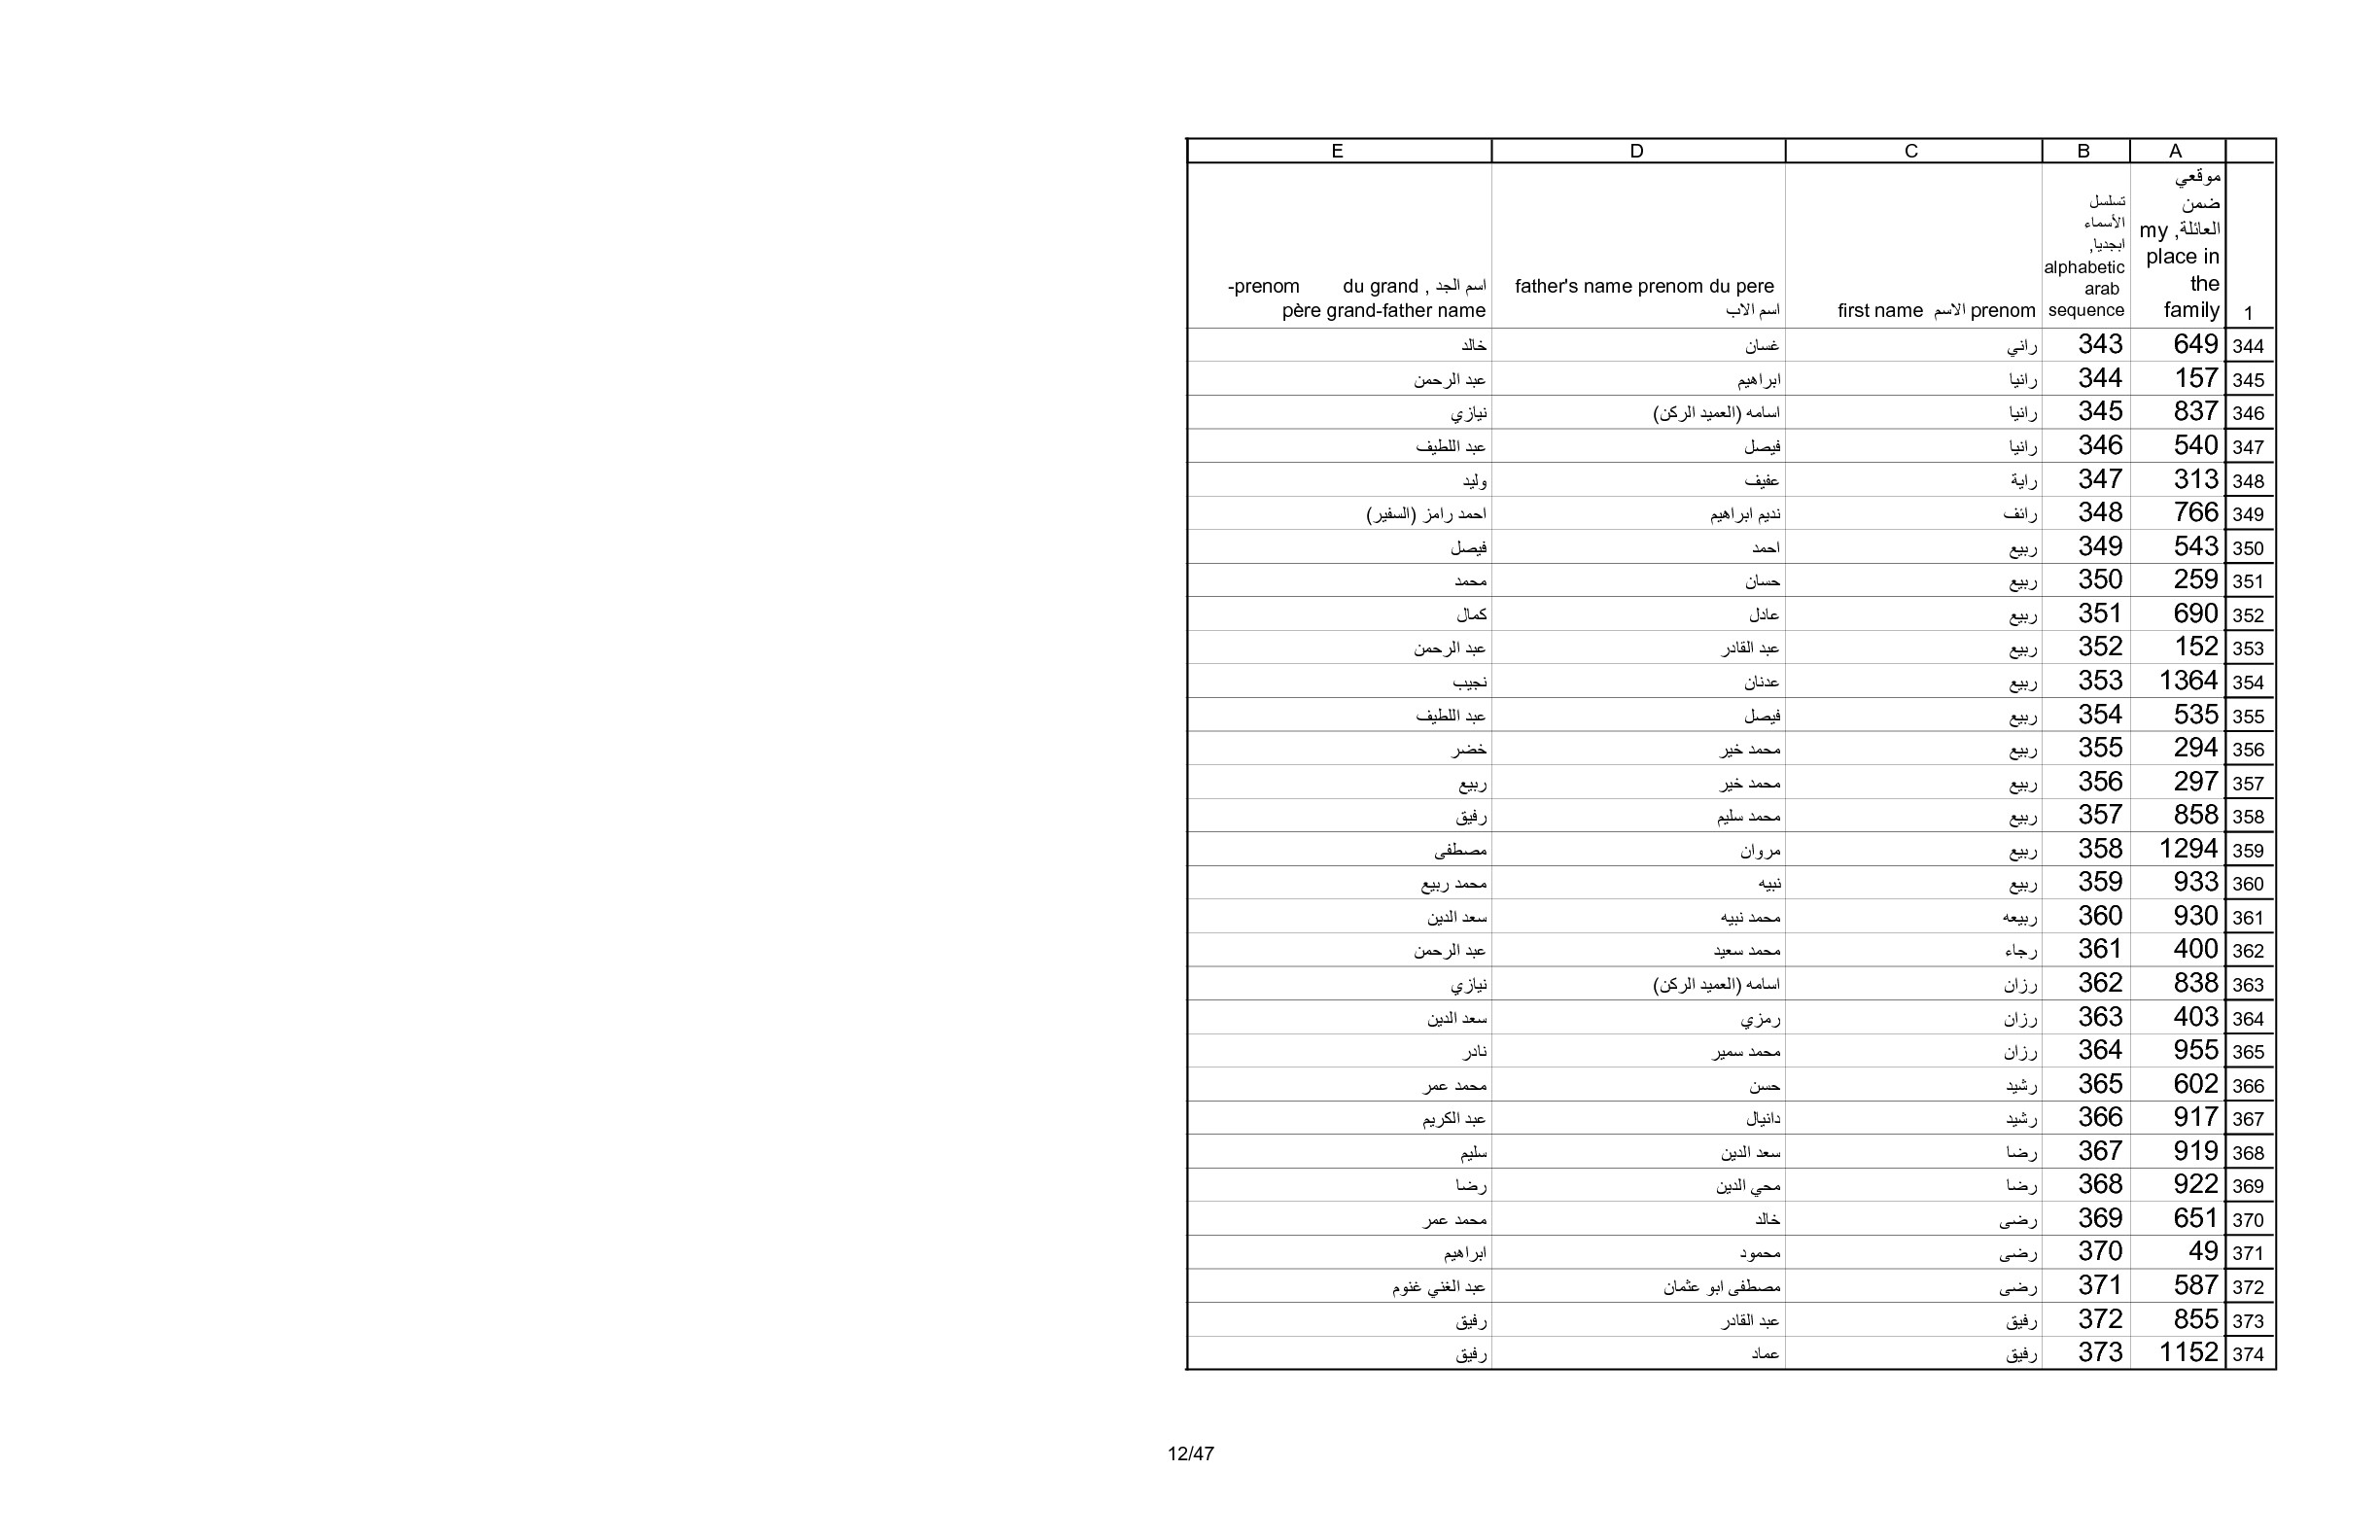 A B C D E
1 موقعي ضمن العائلة, my place in the family تسلسل الأسماء ابجديا, alphabetic arab sequence first name الاسم prenom father's name prenom du pere اسم الاب اسم الجد , du grand prenom- père grand-father name
344 649 343 راني غسان خالد
345 157 344 رانيا ابراهيم عبد الرحمن
346 837 345 رانيا اسامه (العميد الركن) نيازي
347 540 346 رانيا فيصل عبد اللطيف
348 313 347 راية عفيف وليد
349 766 348 رائف نديم ابراهيم احمد رامز (السفير)
350 543 349 ربيع احمد فيصل
351 259 350 ربيع حسان محمد
352 690 351 ربيع عادل كمال
353 152 352 ربيع عبد القادر عبد الرحمن
354 1364 353 ربيع عدنان نجيب
355 535 354 ربيع فيصل عبد اللطيف
356 294 355 ربيع محمد خير خضر
357 297 356 ربيع محمد خير ربيع
358 858 357 ربيع محمد سليم رفيق
359 1294 358 ربيع مروان مصطفى
360 933 359 ربيع نبيه محمد ربيع
361 930 360 ربيعه محمد نبيه سعد الدين
362 400 361 رجاء محمد سعيد عبد الرحمن
363 838 362 رزان اسامه (العميد الركن) نيازي
364 403 363 رزان رمزي سعد الدين
365 955 364 رزان محمد سمير نادر
366 602 365 رشيد حسن محمد عمر
367 917 366 رشيد دانيال عبد الكريم
368 919 367 رضا سعد الدين سليم
369 922 368 رضا محي الدين رضا
370 651 369 رضى خالد محمد عمر
371 49 370 رضى محمود ابراهيم
372 587 371 رضى مصطفى ابو عثمان عبد الغني غنوم
373 855 372 رفيق عبد القادر رفيق
374 1152 373 رفيق عماد رفيق
12/47